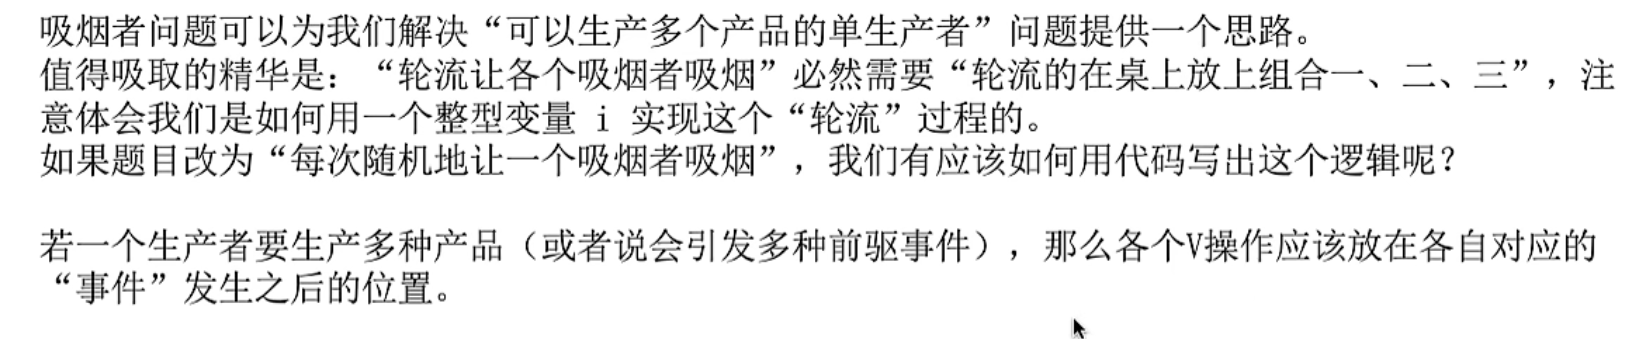 吸烟者问题可以为我们解决“可以生产多个产品的单生产者”问题提供一个思路。
值得吸取的精华是：“轮流让各个吸烟者吸烟”必然需要“轮流的在桌上放上组合一、二、三”，注
意体会我们是如何用一个整型变量 i 实现这个“轮流”过程的。
如果题目改为“每次随机地让一个吸烟者吸烟”，我们有应该如何用代码写出这个逻辑呢？
若一个生产者要生产多种产品（或者说会引发多种前驱事件），那么各个V操作应该放在各自对应的
“事件”发生之后的位置。